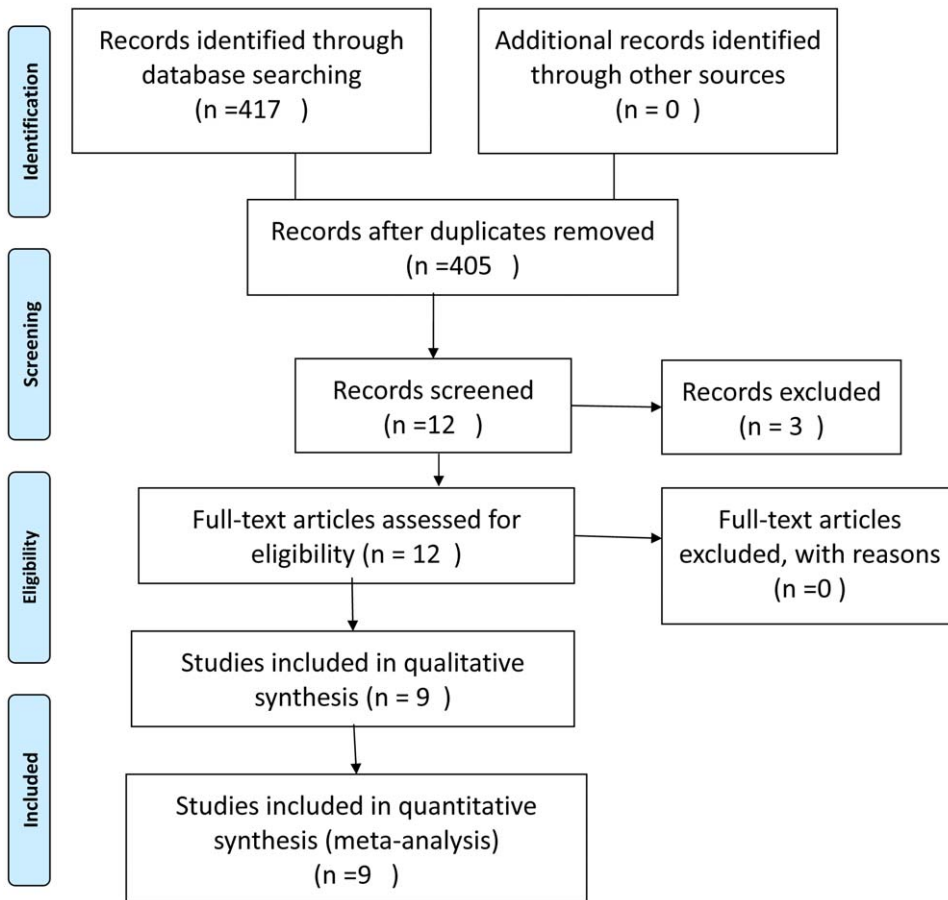 Identification
Records identified through
database searching
(n =417   )
Additional records identified
through other sources
(n = 0  )
Records after duplicates removed
(n =405   )
Screening
Records screened
(n =12   )
Records excluded
(n = 3  )
Eligibility
Full-text articles assessed for
eligibility (n = 12  )
Full-text articles
excluded, with reasons
(n =0 )
Studies included in qualitative
synthesis (n = 9  )
Included
Studies included in quantitative
synthesis (meta-analysis)
(n =9   )